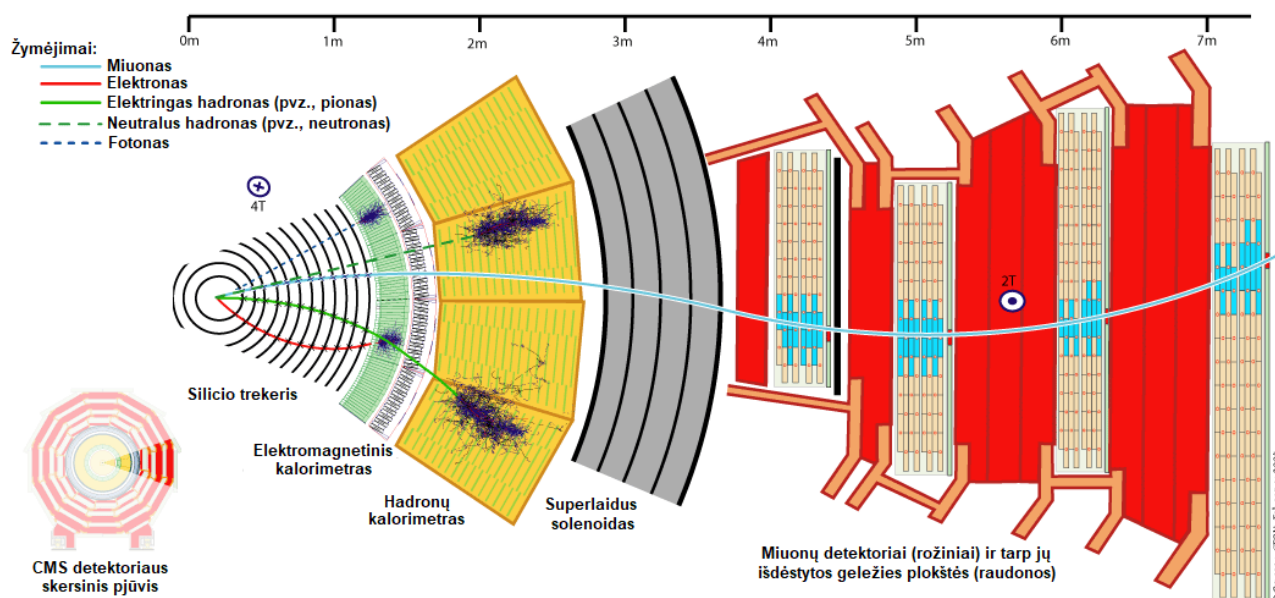 0m 1m 2m 3m 4m 5m 6m 7m
Žymėjimai:
Miuonas
Elektronas
Elektringas hadronas (pvz., pionas)
Neutralus hadronas (pvz., neutronas)
Fotonas
4T
2T
Silicio trekeris
Elektromagnetinis
kalorimetras
Hadronų
kalorimetras
Superlaidus
solenoidas
CMS detektoriaus
skersinis pjūvis
Miuonų detektoriai (rožiniai) ir tarp jų
išdėstytos geležies plokštės (raudonos)